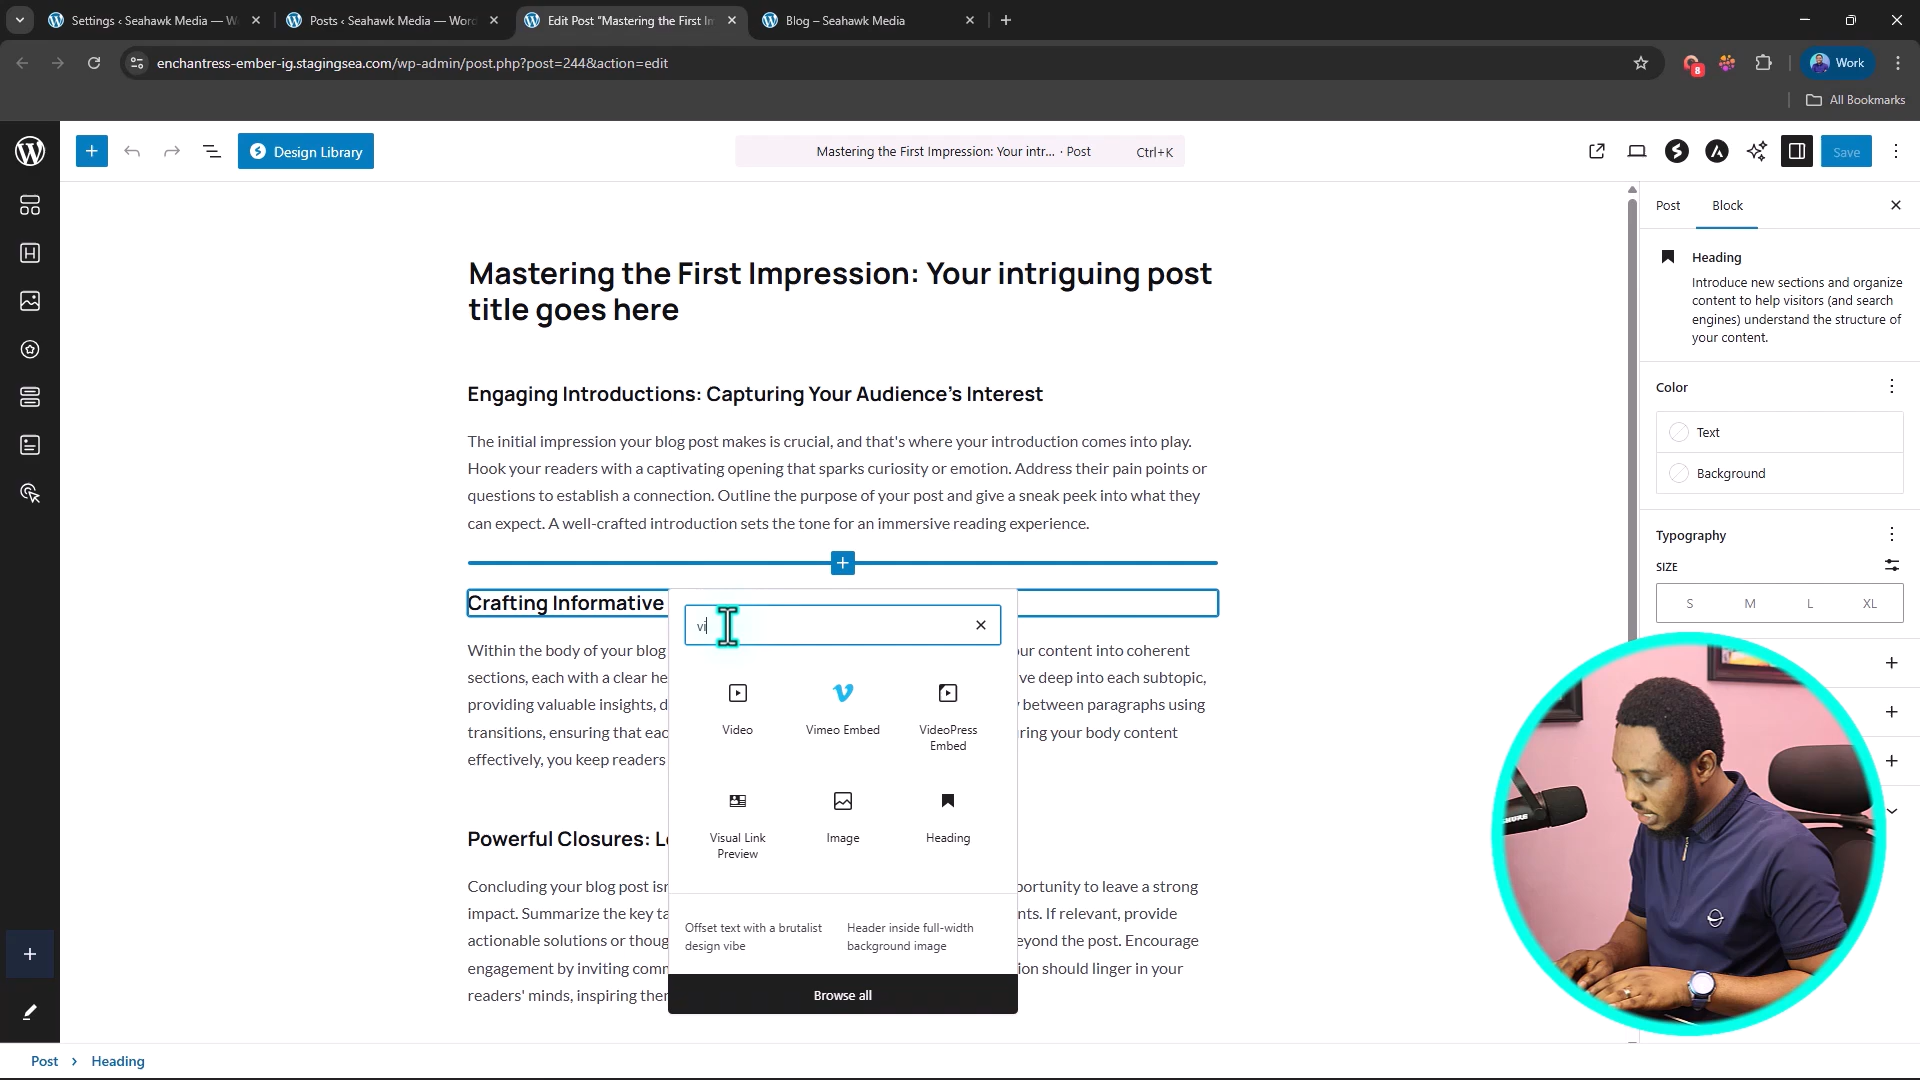 Settings ‹ Seahawk Media — W
Posts ‹ Seahawk Media — Word
Edit Post “Mastering the First Im
Blog – Seahawk Media
enchantress-ember-ig.stagingsea.com/wp-admin/post.php?post=244&action=edit
8
Work
All Bookmarks
Design Library
Mastering the First Impression: Your intr... · Post
Ctrl+K
Save
Mastering the First Impression: Your intriguing post
title goes here
Engaging Introductions: Capturing Your Audience’s Interest
The initial impression your blog post makes is crucial, and that's where your introduction comes into play.
Hook your readers with a captivating opening that sparks curiosity or emotion. Address their pain points or
questions to establish a connection. Outline the purpose of your post and give a sneak peek into what they
can expect. A well-crafted introduction sets the tone for an immersive reading experience.
Crafting Informative
vi
Within the body of your blog
ur content into coherent
sections, each with a clear he
ve deep into each subtopic,
providing valuable insights, d
between paragraphs using
transitions, ensuring that eac
ring your body content
effectively, you keep readers
Video
Vimeo Embed
VideoPress
Embed
Visual Link
Preview
Image
Heading
Powerful Closures: L
Concluding your blog post isn
portunity to leave a strong
impact. Summarize the key ta
nts. If relevant, provide
actionable solutions or thoug
eyond the post. Encourage
engagement by inviting comm
ion should linger in your
readers' minds, inspiring them
Offset text with a brutalist
design vibe
Header inside full-width
background image
Browse all
Post
Block
Heading
Introduce new sections and organize
content to help visitors (and search
engines) understand the structure of
your content.
Color
Text
Background
Typography
SIZE
S
M
L
XL
SHURE
Post › Heading